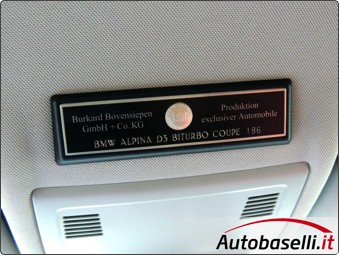 Burkard Bovensiepen
GmbH + Co. KG
Produktion
exclusiver Automobile
BMW ALPINA D3 BITURBO COUPE 186
Autobaselli.it